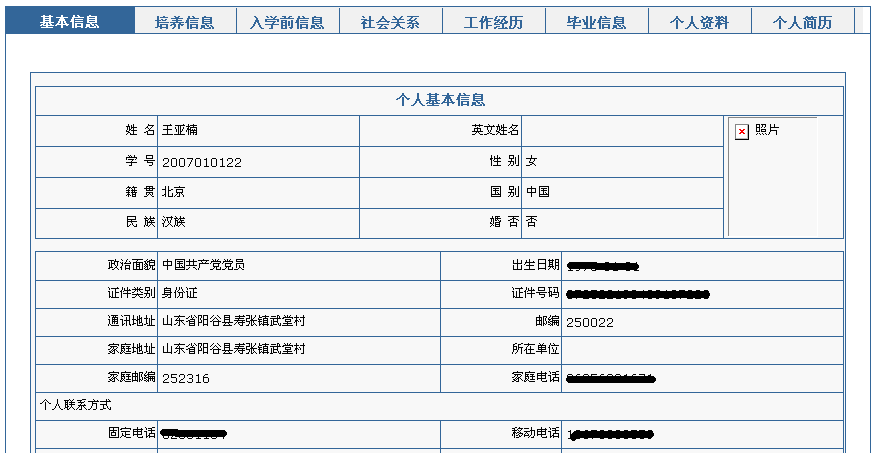 基本信息 培养信息 入学前信息 社会关系 工作经历 毕业信息 个人资料 个人简历
个人基本信息
姓 名 王亚楠 英文姓名 照片
学 号 2007010122 性 别 女
籍 贯 北京 国 别 中国
民 族 汉族 婚 否 否
政治面貌 中国共产党党员 出生日期
证件类别 身份证 证件号码
通讯地址 山东省阳谷县寿张镇武堂村 邮编 250022
家庭地址 山东省阳谷县寿张镇武堂村 所在单位
家庭邮编 252316 家庭电话
个人联系方式
固定电话 移动电话